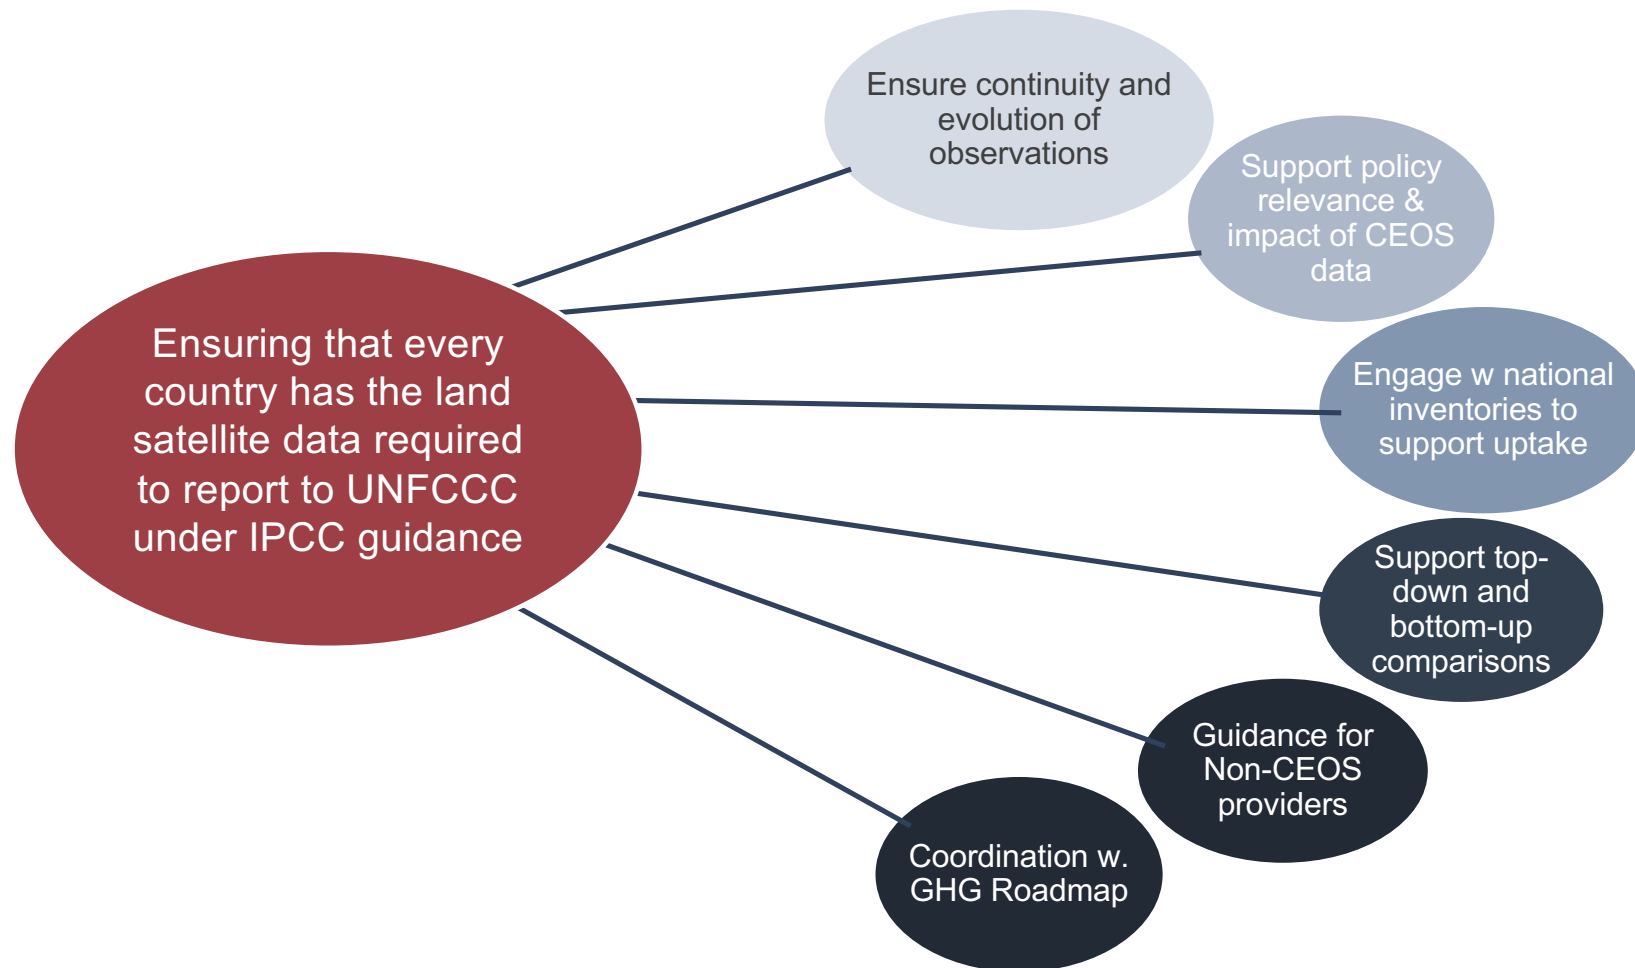 Ensure continuity and
evolution of
observations
Support policy
relevance &
impact of CEOS
data
Ensuring that every
country has the land
satellite data required
to report to UNFCCC
under IPCC guidance
Engage w national
inventories to
support uptake
Support top-
down and
bottom-up
comparisons
Guidance for
Non-CEOS
providers
Coordination w.
GHG Roadmap